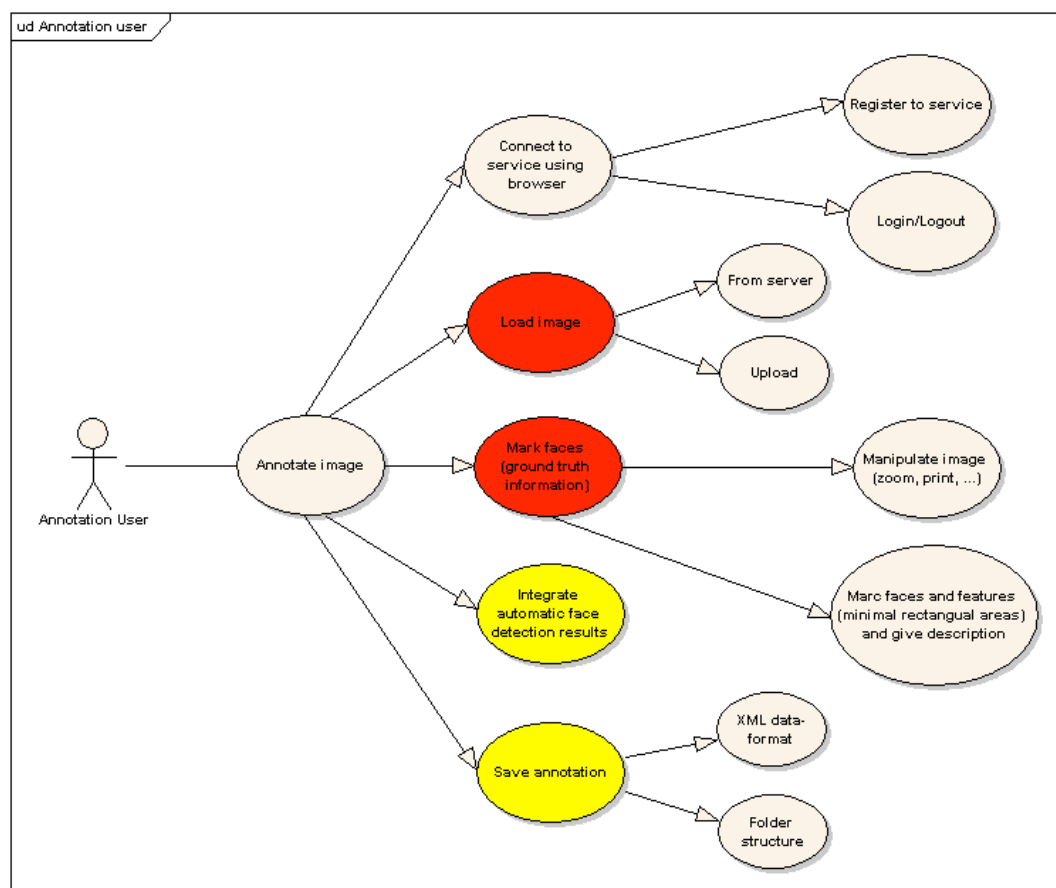 ud Annotation user
Register to service
Connect to
service using
browser
Login/Logout
From server
Load image
Upload
Mark faces
(ground truth
information)
Manipulate image
(zoom, print, ...)
Annotate image
Annotation User
Integrate
automatic face
detection results
Marc faces and features
(minimal rectangual areas)
and give description
XML data-
format
Save annotation
Folder
structure